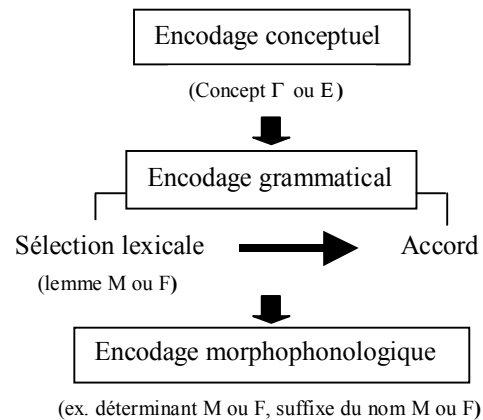 Encodage conceptuel
(Concept Γ ou E)
Encodage grammatical
Sélection lexicale
Accord
(lemme M ou F)
Encodage morphophonologique
(ex. déterminant M ou F, suffixe du nom M ou F)